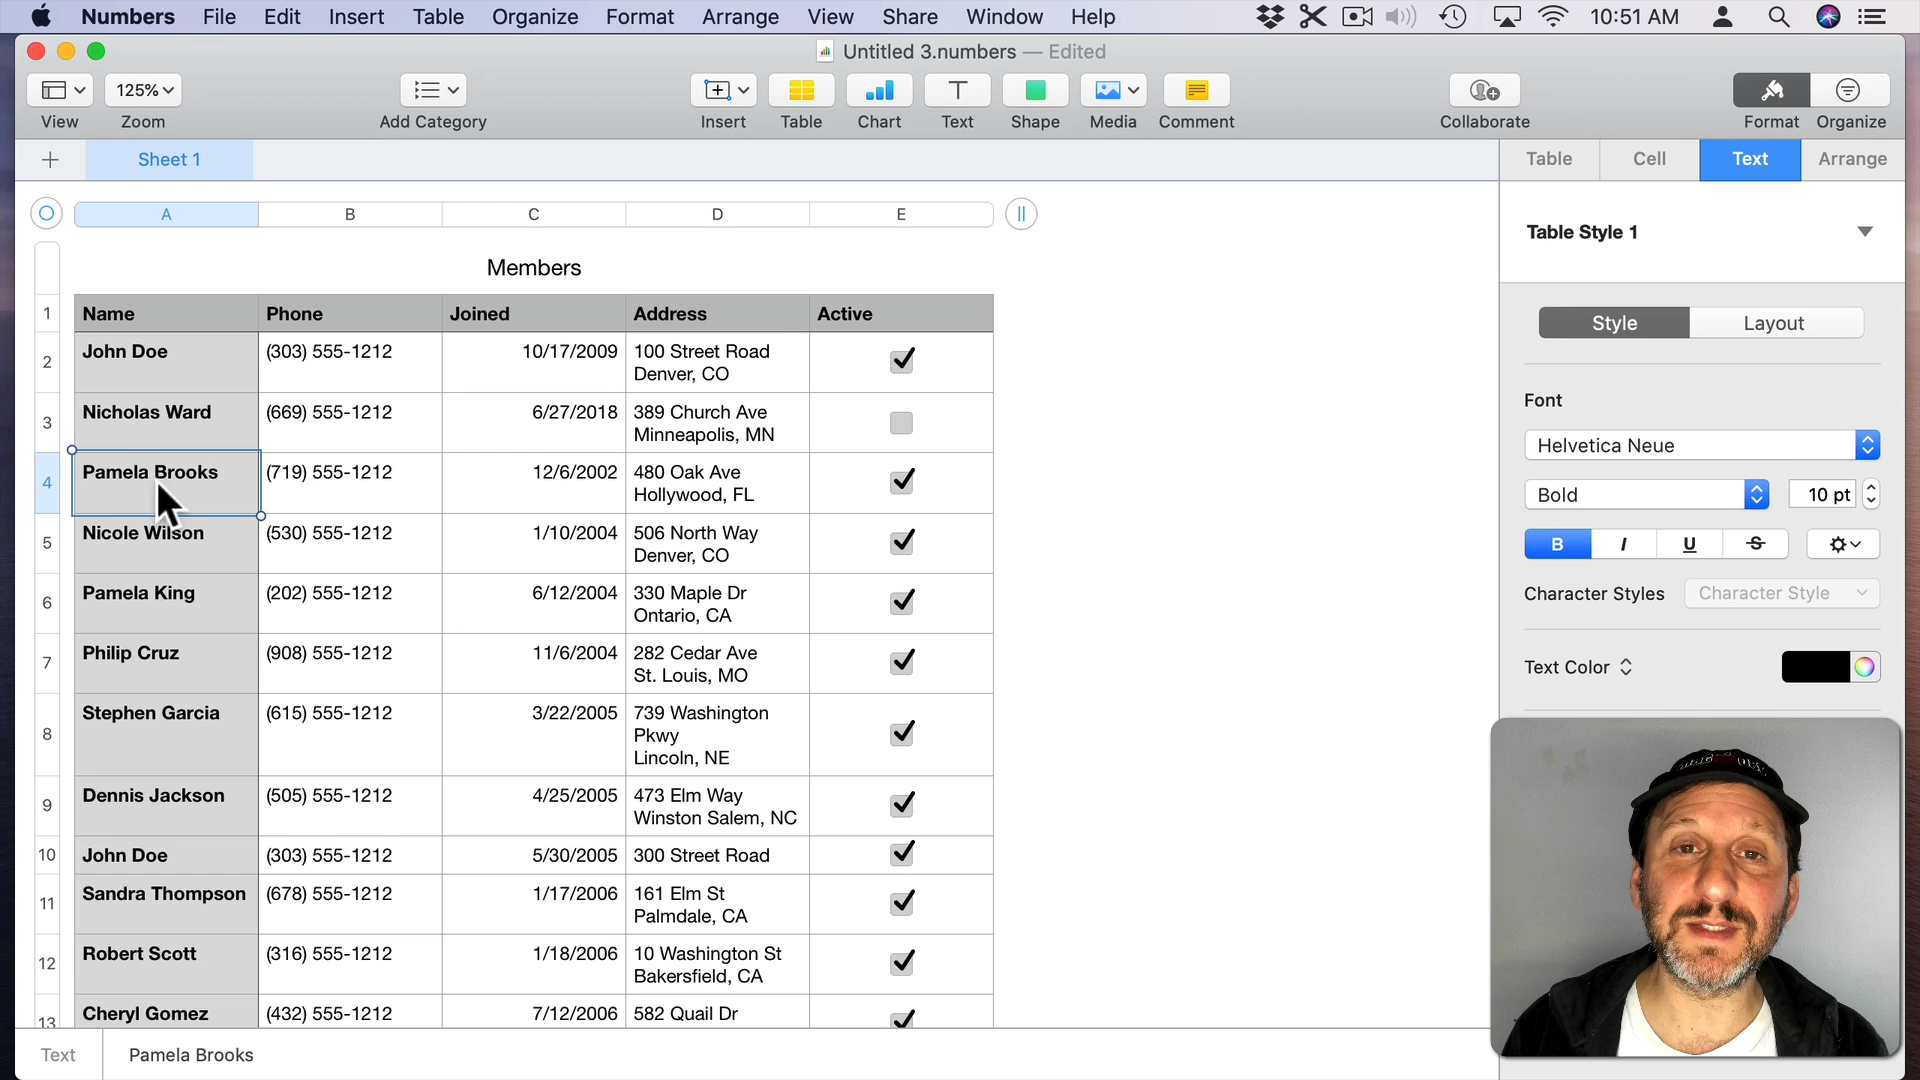 Numbers File Edit Insert Table Organize Format Arrange View Share Window Help 10:51 AM
Untitled 3.numbers — Edited
125%
View Zoom Add Category Insert Table Chart Text Shape Media Comment Collaborate Format Organize
Sheet 1
Table Cell Text Arrange
A B C D E
Table Style 1
Members
1 Name Phone Joined Address Active
2 John Doe (303) 555-1212 10/17/2009 100 Street Road
Denver, CO
3 Nicholas Ward (669) 555-1212 6/27/2018 389 Church Ave
Minneapolis, MN
4 Pamela Brooks (719) 555-1212 12/6/2002 480 Oak Ave
Hollywood, FL
5 Nicole Wilson (530) 555-1212 1/10/2004 506 North Way
Denver, CO
6 Pamela King (202) 555-1212 6/12/2004 330 Maple Dr
Ontario, CA
7 Philip Cruz (908) 555-1212 11/6/2004 282 Cedar Ave
St. Louis, MO
8 Stephen Garcia (615) 555-1212 3/22/2005 739 Washington
Pkwy
Lincoln, NE
9 Dennis Jackson (505) 555-1212 4/25/2005 473 Elm Way
Winston Salem, NC
10 John Doe (303) 555-1212 5/30/2005 300 Street Road
11 Sandra Thompson (678) 555-1212 1/17/2006 161 Elm St
Palmdale, CA
12 Robert Scott (316) 555-1212 1/18/2006 10 Washington St
Bakersfield, CA
13 Cheryl Gomez (432) 555-1212 7/12/2006 582 Quail Dr
Style Layout
Font
Helvetica Neue
Bold 10 pt
B I U S
Character Styles Character Style
Text Color
Text Pamela Brooks